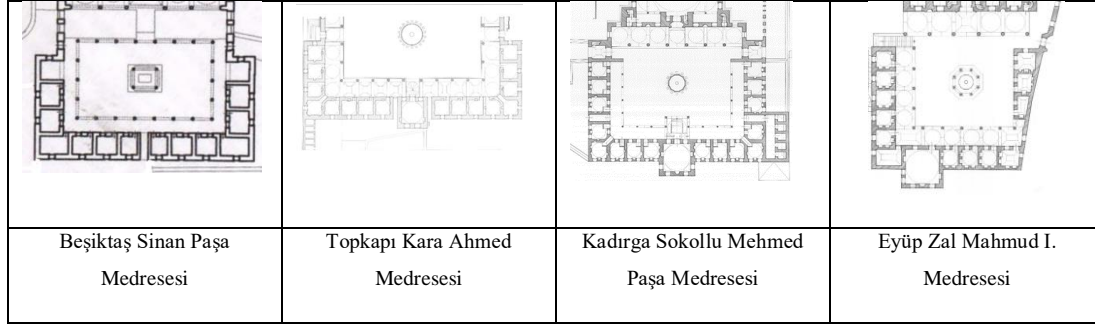 Beşiktaş Sinan Paşa
Medresesi
Topkapı Kara Ahmed
Medresesi
Kadırga Sokollu Mehmed
Paşa Medresesi
Eyüp Zal Mahmud I.
Medresesi